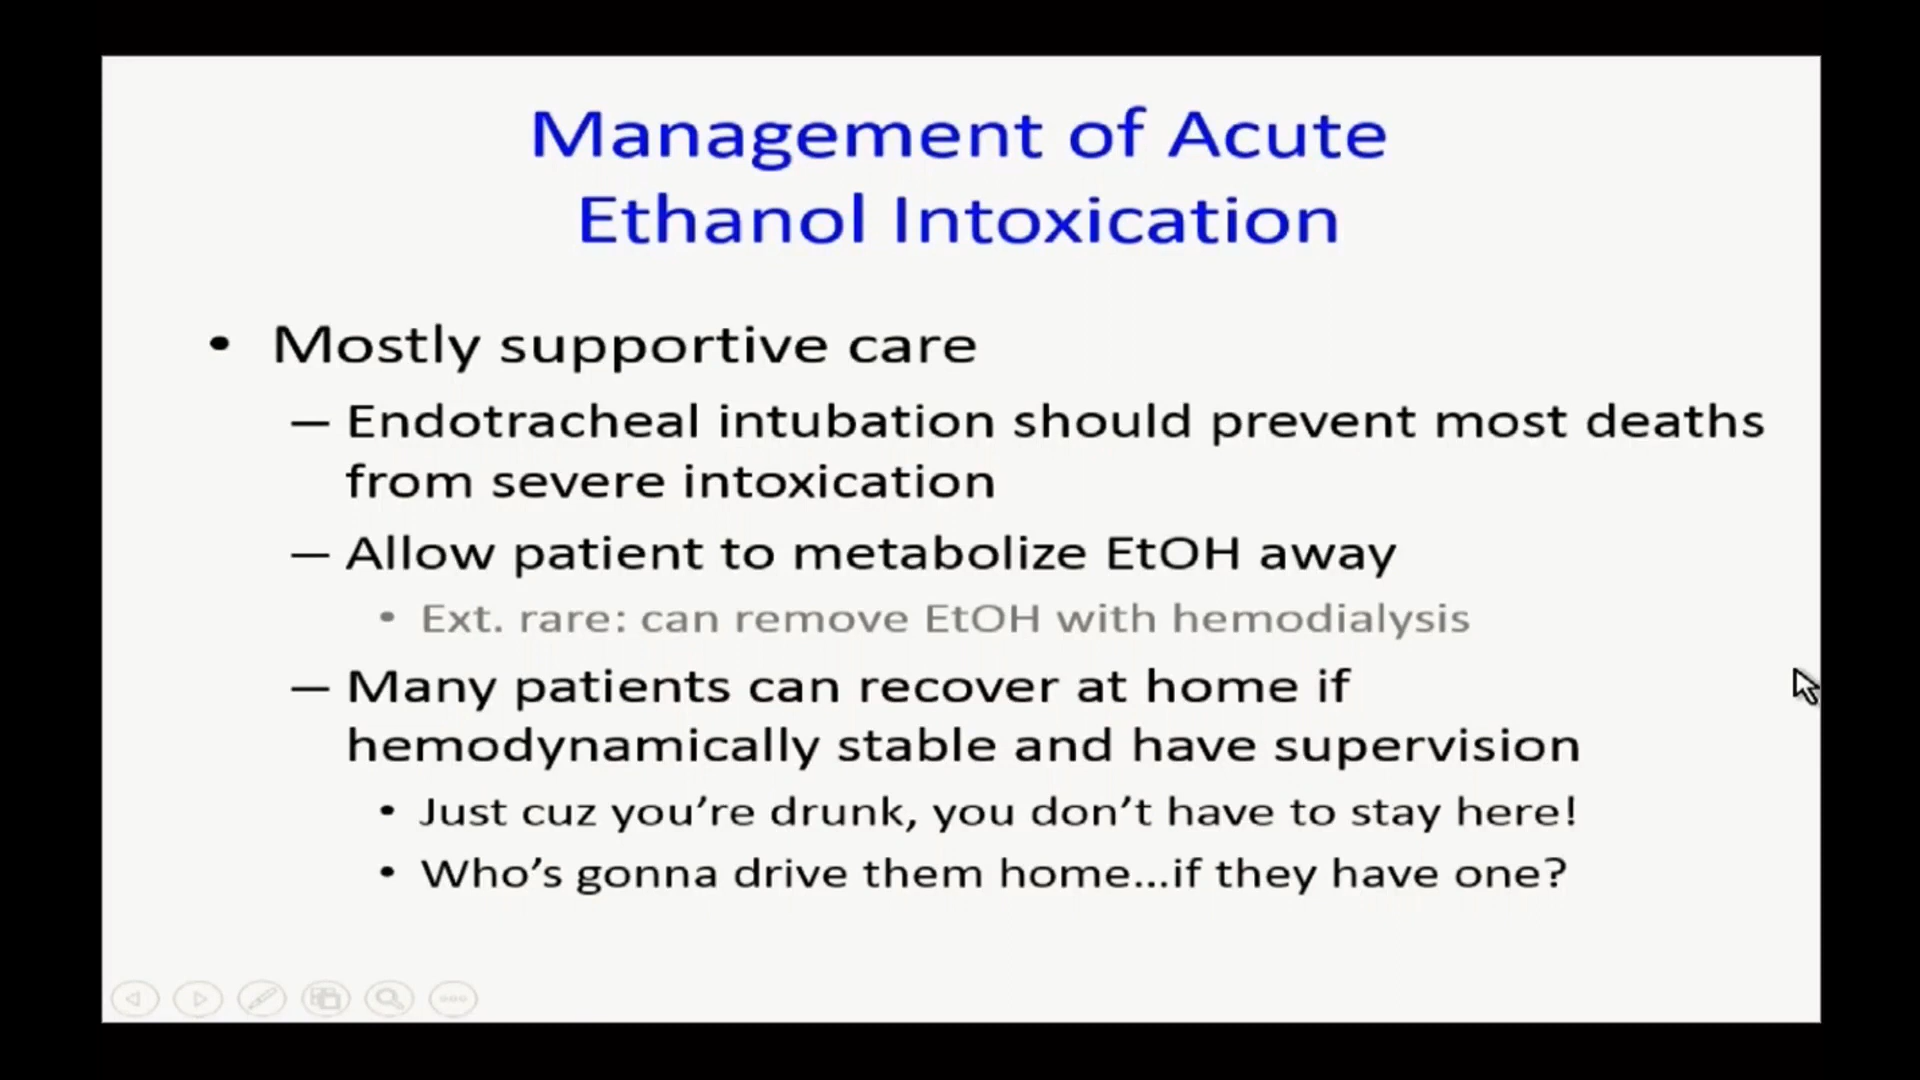 Management of Acute
Ethanol Intoxication
• Mostly supportive care
– Endotracheal intubation should prevent most deaths
from severe intoxication
– Allow patient to metabolize EtOH away
• Ext. rare: can remove EtOH with hemodialysis
– Many patients can recover at home if
hemodynamically stable and have supervision
• Just cuz you’re drunk, you don’t have to stay here!
• Who’s gonna drive them home...if they have one?